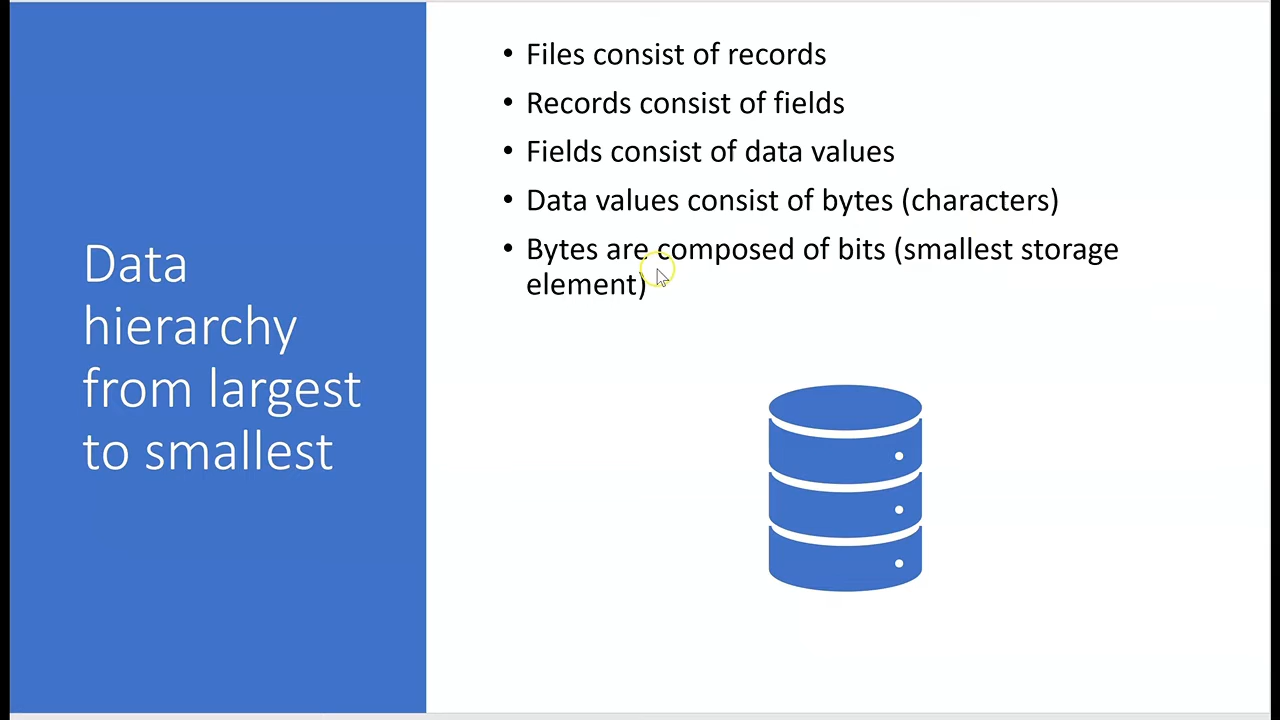 Data
hierarchy
from largest
to smallest
• Files consist of records
• Records consist of fields
• Fields consist of data values
• Data values consist of bytes (characters)
• Bytes are composed of bits (smallest storage
element)